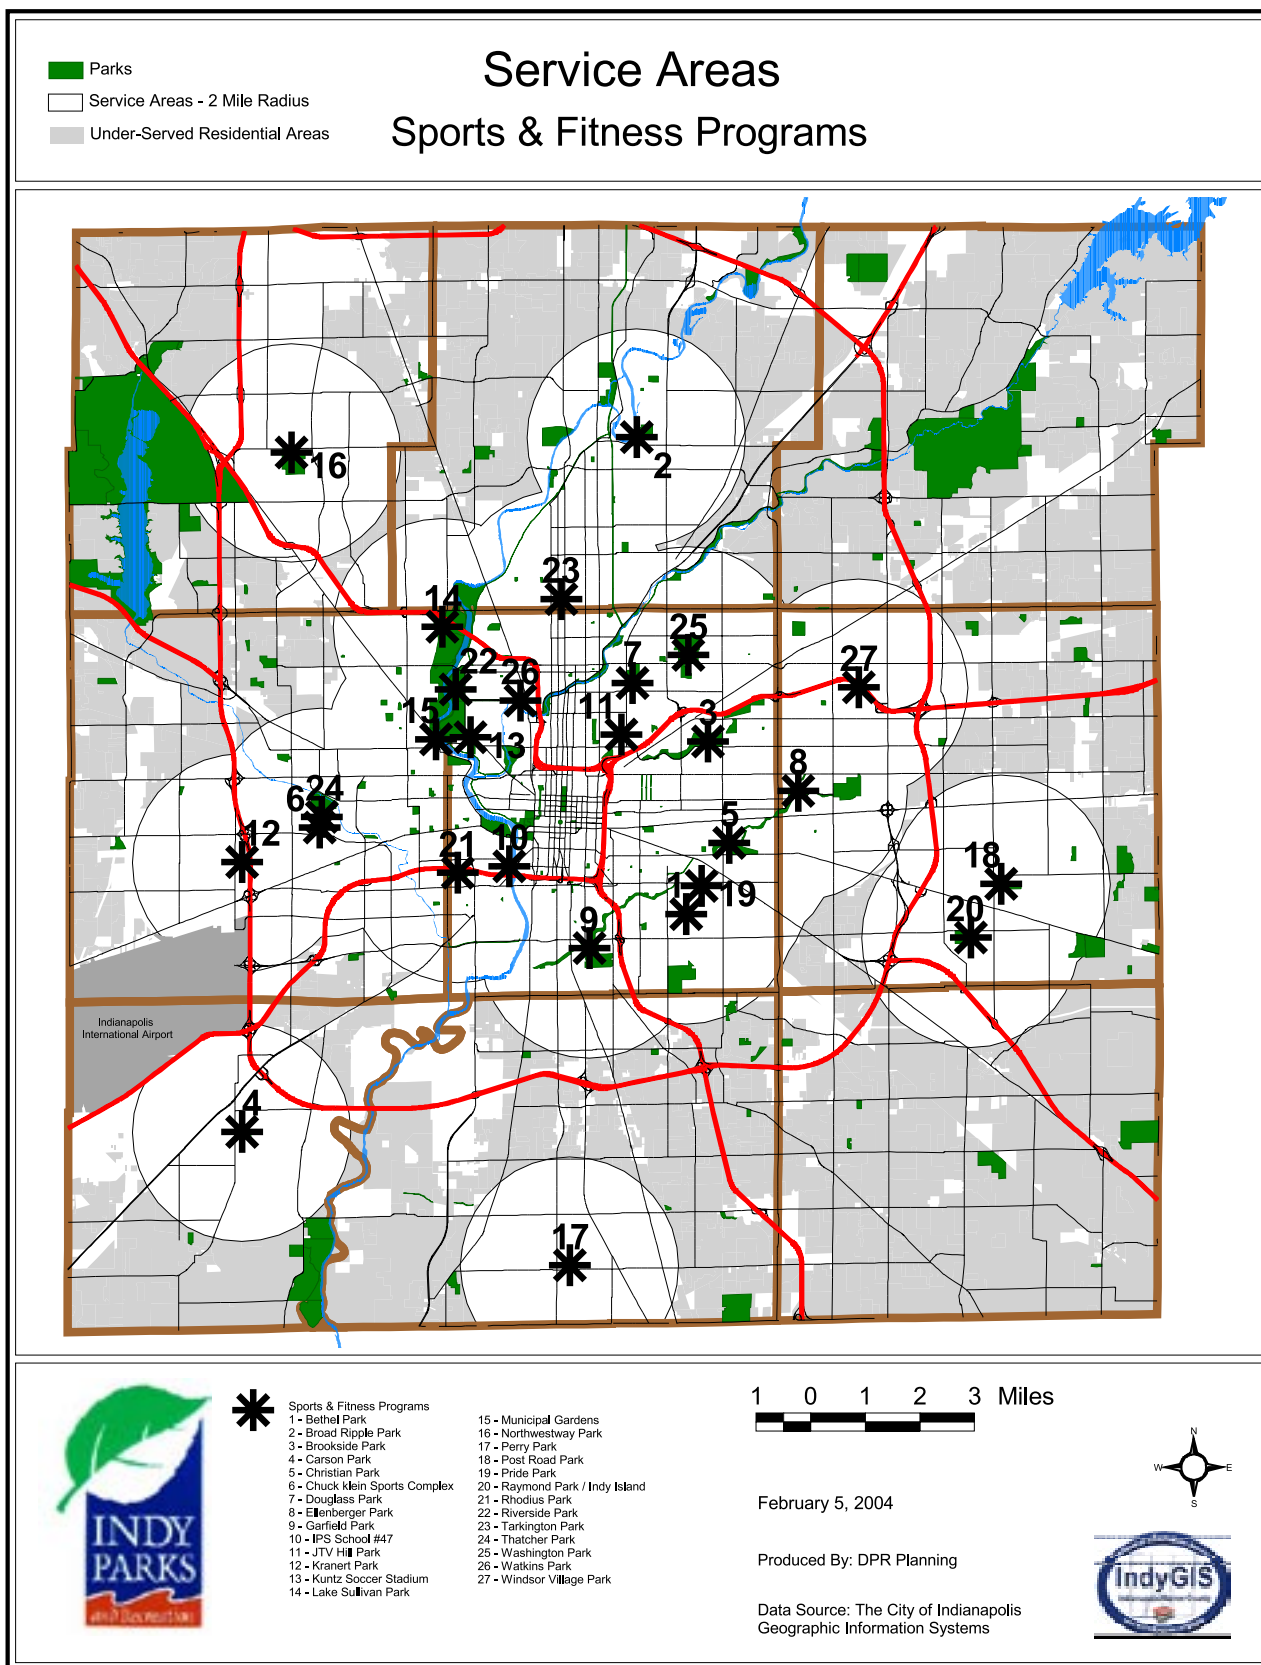 Service Areas
Sports & Fitness Programs
Parks
Service Areas - 2 Mile Radius
Under-Served Residential Areas
16
2
23
14
25
7
22
26
27
11
15
3
13
8
24
6
12
5
21
10
18
1
19
20
9
Indianapolis
International Airport
4
17
INDY
PARKS
and Recreation
Sports & Fitness Programs
1 - Bethel Park
2 - Broad Ripple Park
3 - Brookside Park
4 - Carson Park
5 - Christian Park
6 - Chuck klein Sports Complex
7 - Douglass Park
8 - Ellenberger Park
9 - Garfield Park
10 - IPS School #47
11 - JTV Hill Park
12 - Kranert Park
13 - Kuntz Soccer Stadium
14 - Lake Sullivan Park
15 - Municipal Gardens
16 - Northwestway Park
17 - Perry Park
18 - Post Road Park
19 - Pride Park
20 - Raymond Park / Indy Island
21 - Rhodius Park
22 - Riverside Park
23 - Tarkington Park
24 - Thatcher Park
25 - Washington Park
26 - Watkins Park
27 - Windsor Village Park
1 0 1 2 3 Miles
N
W E
S
February 5, 2004
Produced By: DPR Planning
Data Source: The City of Indianapolis
Geographic Information Systems
IndyGIS